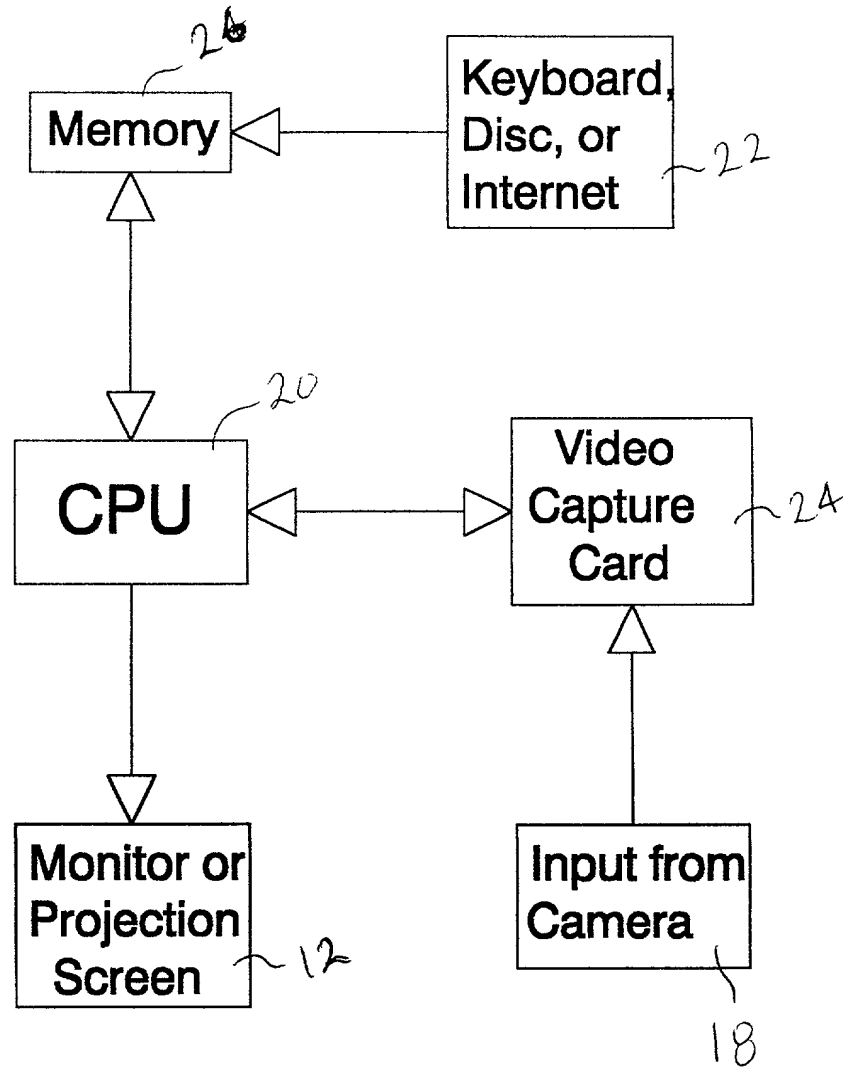 26
Memory
Keyboard,
Disc, or
Internet
22
20
CPU
Video
Capture
Card
24
Monitor or
Projection
Screen
12
Input from
Camera
18